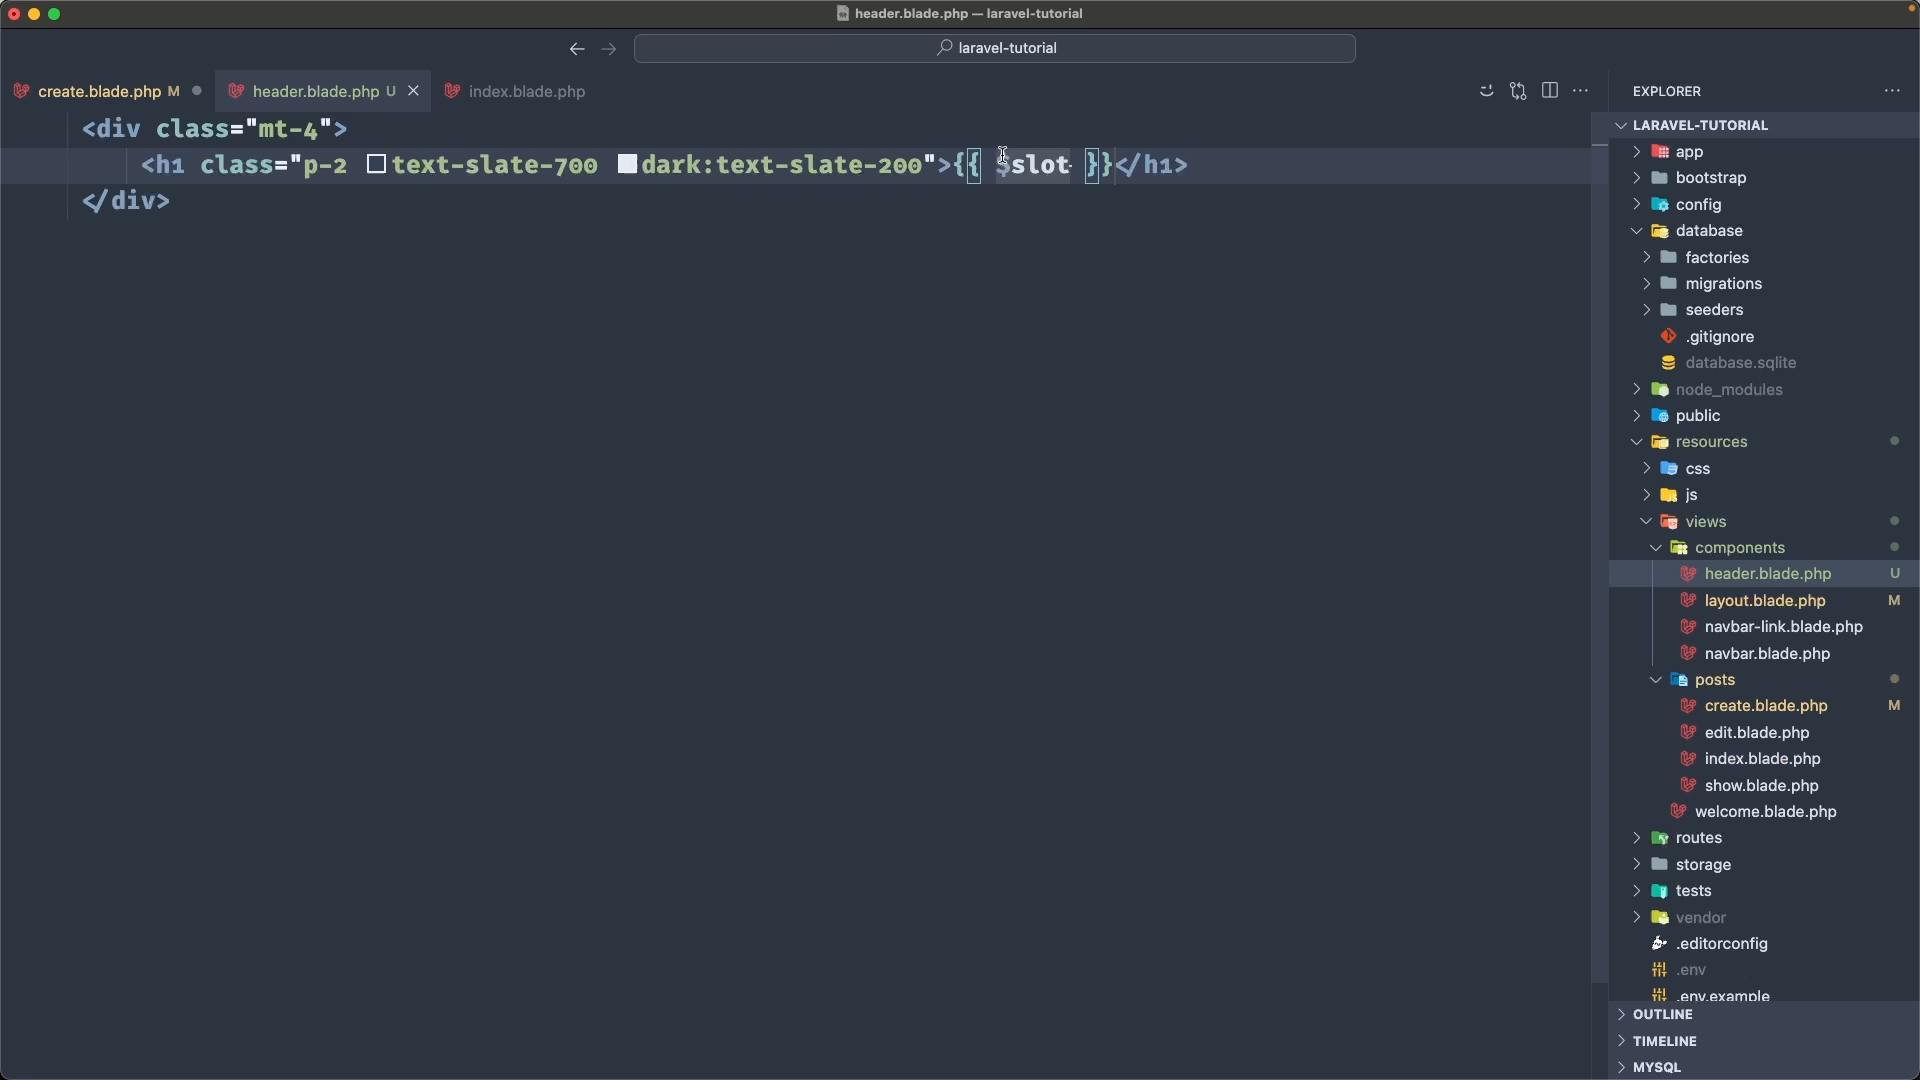 header.blade.php — laravel-tutorial
laravel-tutorial
create.blade.php M
header.blade.php U
index.blade.php
<div class="mt-4">
<h1 class="p-2 text-slate-700 dark:text-slate-200">{{ $slot }}</h1>
</div>
EXPLORER
LARAVEL-TUTORIAL
app
bootstrap
config
database
factories
migrations
seeders
.gitignore
database.sqlite
node_modules
public
resources
css
js
views
components
header.blade.php U
layout.blade.php M
navbar-link.blade.php
navbar.blade.php
posts
create.blade.php M
edit.blade.php
index.blade.php
show.blade.php
welcome.blade.php
routes
storage
tests
vendor
.editorconfig
.env
.env.example
OUTLINE
TIMELINE
MYSQL